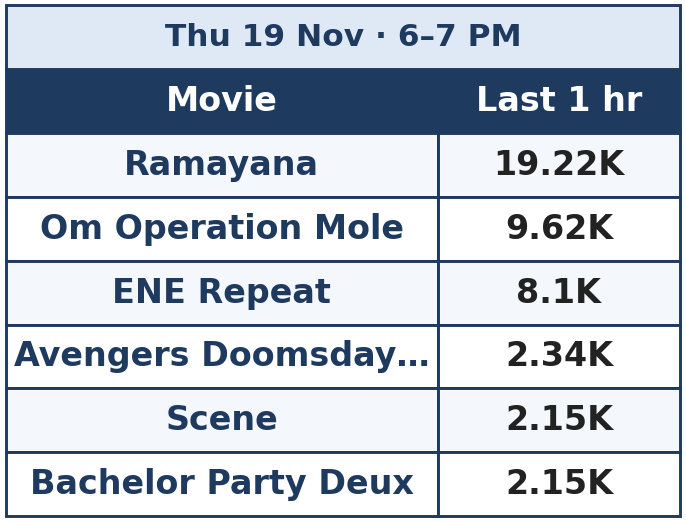 Thu 19 Nov · 6–7 PM
Movie Last 1 hr
Ramayana 19.22K
Om Operation Mole 9.62K
ENE Repeat 8.1K
Avengers Doomsday... 2.34K
Scene 2.15K
Bachelor Party Deux 2.15K